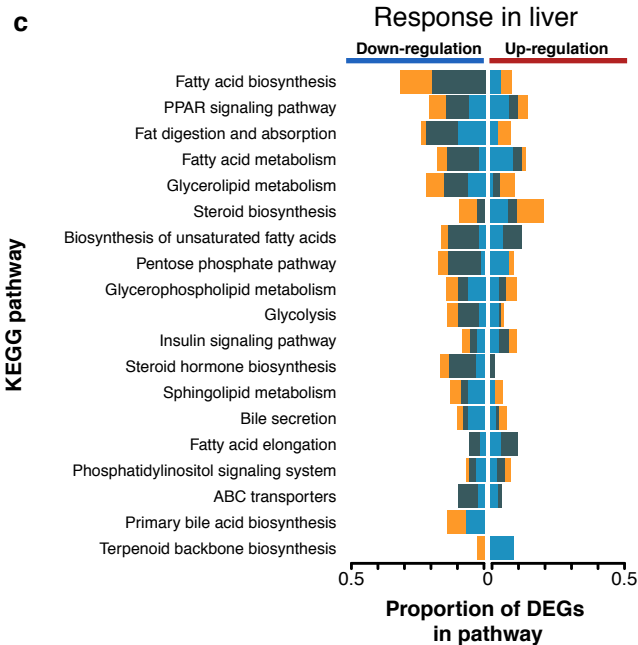 c
Response in liver
Down-regulation
Up-regulation
Fatty acid biosynthesis
PPAR signaling pathway
Fat digestion and absorption
Fatty acid metabolism
Glycerolipid metabolism
Steroid biosynthesis
Biosynthesis of unsaturated fatty acids
Pentose phosphate pathway
Glycerophospholipid metabolism
Glycolysis
Insulin signaling pathway
Steroid hormone biosynthesis
Sphingolipid metabolism
Bile secretion
Fatty acid elongation
Phosphatidylinositol signaling system
ABC transporters
Primary bile acid biosynthesis
Terpenoid backbone biosynthesis
KEGG pathway
0.5 0 0.5
Proportion of DEGs
in pathway